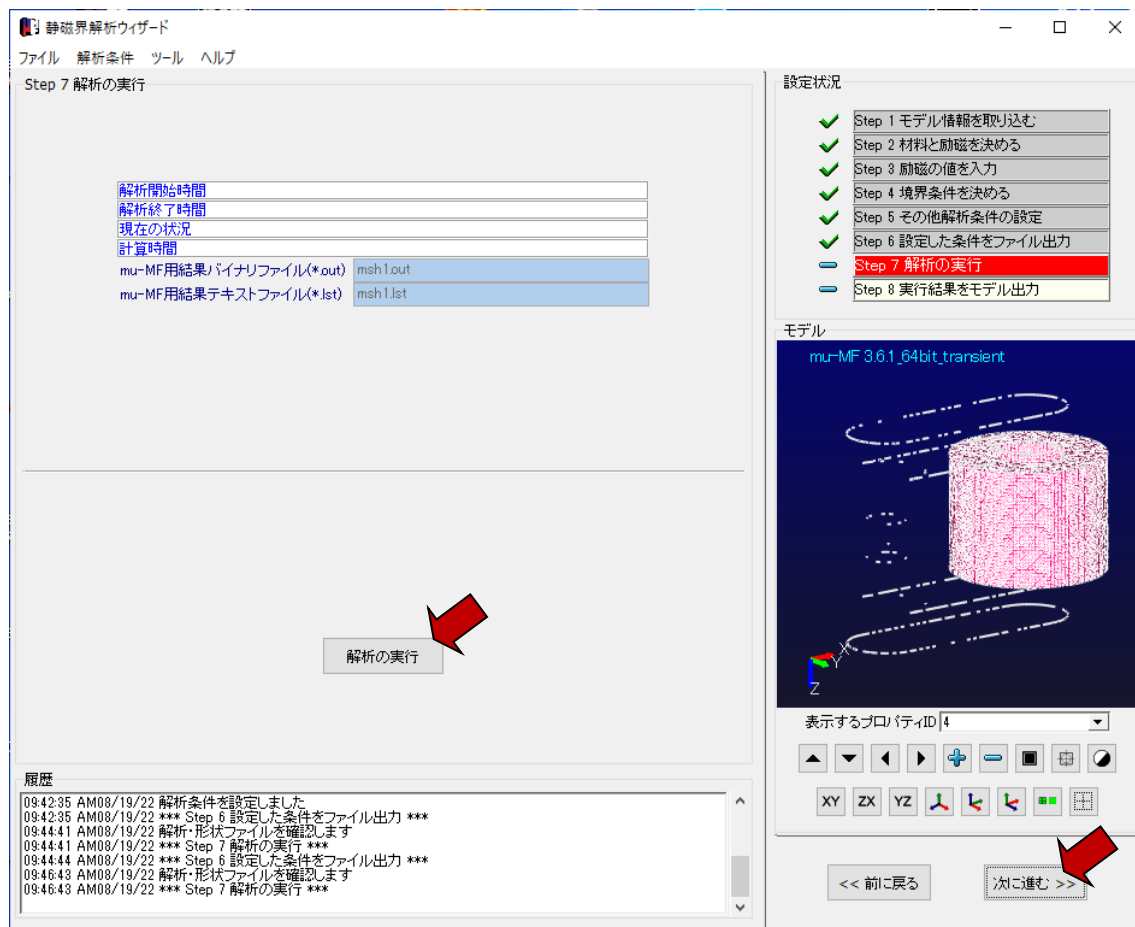 静磁界解析ウィザード
ファイル 解析条件 ツール ヘルプ
Step 7 解析の実行
解析開始時間
解析終了時間
現在の状況
計算時間
mu-MF用結果バイナリファイル(*.out) msh1.out
mu-MF用結果テキストファイル(*.lst) msh1.lst
解析の実行
履歴
09:42:35 AM08/19/22 解析条件を設定しました
09:42:35 AM08/19/22 *** Step 6 設定した条件をファイル出力 ***
09:44:41 AM08/19/22 解析・形状ファイルを確認します
09:44:41 AM08/19/22 *** Step 7 解析の実行 ***
09:44:44 AM08/19/22 *** Step 6 設定した条件をファイル出力 ***
09:46:43 AM08/19/22 解析・形状ファイルを確認します
09:46:43 AM08/19/22 *** Step 7 解析の実行 ***
設定状況
Step 1 モデル情報を取り込む
Step 2 材料と励磁を決める
Step 3 励磁の値を入力
Step 4 境界条件を決める
Step 5 その他解析条件の設定
Step 6 設定した条件をファイル出力
Step 7 解析の実行
Step 8 実行結果をモデル出力
モデル
mu-MF 3.6.1_64bit_transient
X
Y
Z
表示するプロパティID 4
XY ZX YZ
<< 前に戻る 次に進む >>